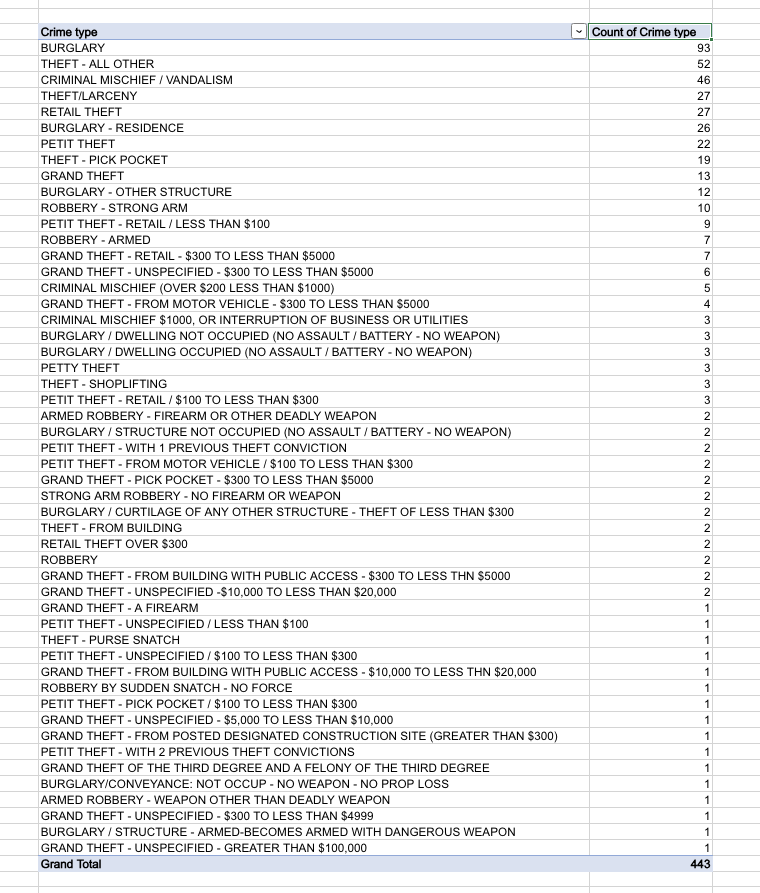 Crime type Count of Crime type
BURGLARY 93
THEFT - ALL OTHER 52
CRIMINAL MISCHIEF / VANDALISM 46
THEFT/LARCENY 27
RETAIL THEFT 27
BURGLARY - RESIDENCE 26
PETIT THEFT 22
THEFT - PICK POCKET 19
GRAND THEFT 13
BURGLARY - OTHER STRUCTURE 12
ROBBERY - STRONG ARM 10
PETIT THEFT - RETAIL / LESS THAN $100 9
ROBBERY - ARMED 7
GRAND THEFT - RETAIL - $300 TO LESS THAN $5000 7
GRAND THEFT - UNSPECIFIED - $300 TO LESS THAN $5000 6
CRIMINAL MISCHIEF (OVER $200 LESS THAN $1000) 5
GRAND THEFT - FROM MOTOR VEHICLE - $300 TO LESS THAN $5000 4
CRIMINAL MISCHIEF $1000, OR INTERRUPTION OF BUSINESS OR UTILITIES 3
BURGLARY / DWELLING NOT OCCUPIED (NO ASSAULT / BATTERY - NO WEAPON) 3
BURGLARY / DWELLING OCCUPIED (NO ASSAULT / BATTERY - NO WEAPON) 3
PETTY THEFT 3
THEFT - SHOPLIFTING 3
PETIT THEFT - RETAIL / $100 TO LESS THAN $300 3
ARMED ROBBERY - FIREARM OR OTHER DEADLY WEAPON 2
BURGLARY / STRUCTURE NOT OCCUPIED (NO ASSAULT / BATTERY - NO WEAPON) 2
PETIT THEFT - WITH 1 PREVIOUS THEFT CONVICTION 2
PETIT THEFT - FROM MOTOR VEHICLE / $100 TO LESS THAN $300 2
GRAND THEFT - PICK POCKET - $300 TO LESS THAN $5000 2
STRONG ARM ROBBERY - NO FIREARM OR WEAPON 2
BURGLARY / CURTILAGE OF ANY OTHER STRUCTURE - THEFT OF LESS THAN $300 2
THEFT - FROM BUILDING 2
RETAIL THEFT OVER $300 2
ROBBERY 2
GRAND THEFT - FROM BUILDING WITH PUBLIC ACCESS - $300 TO LESS THN $5000 2
GRAND THEFT - UNSPECIFIED -$10,000 TO LESS THAN $20,000 2
GRAND THEFT - A FIREARM 1
PETIT THEFT - UNSPECIFIED / LESS THAN $100 1
THEFT - PURSE SNATCH 1
PETIT THEFT - UNSPECIFIED / $100 TO LESS THAN $300 1
GRAND THEFT - FROM BUILDING WITH PUBLIC ACCESS - $10,000 TO LESS THN $20,000 1
ROBBERY BY SUDDEN SNATCH - NO FORCE 1
PETIT THEFT - PICK POCKET / $100 TO LESS THAN $300 1
GRAND THEFT - UNSPECIFIED - $5,000 TO LESS THAN $10,000 1
GRAND THEFT - FROM POSTED DESIGNATED CONSTRUCTION SITE (GREATER THAN $300) 1
PETIT THEFT - WITH 2 PREVIOUS THEFT CONVICTIONS 1
GRAND THEFT OF THE THIRD DEGREE AND A FELONY OF THE THIRD DEGREE 1
BURGLARY/CONVEYANCE: NOT OCCUP - NO WEAPON - NO PROP LOSS 1
ARMED ROBBERY - WEAPON OTHER THAN DEADLY WEAPON 1
GRAND THEFT - UNSPECIFIED - $300 TO LESS THAN $4999 1
BURGLARY / STRUCTURE - ARMED-BECOMES ARMED WITH DANGEROUS WEAPON 1
GRAND THEFT - UNSPECIFIED - GREATER THAN $100,000 1
Grand Total 443